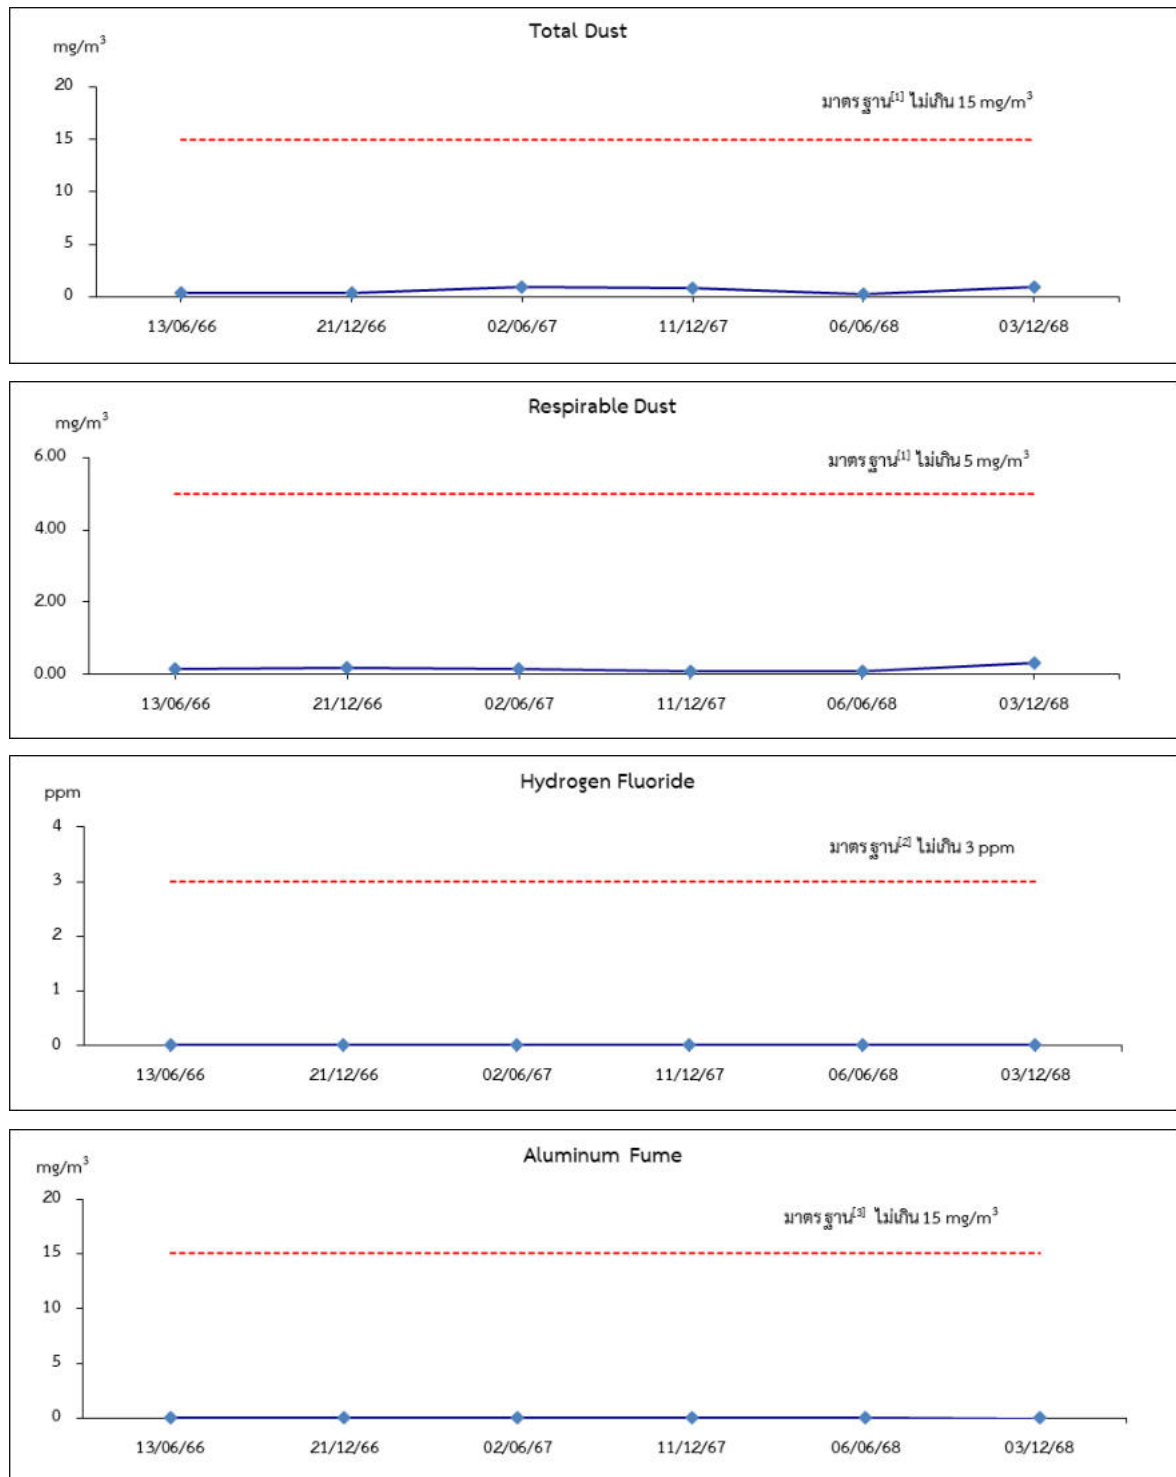 Total Dust
mg/m³
มาตรฐาน[1] ไม่เกิน 15 mg/m³
20
15
10
5
0
13/06/66 21/12/66 02/06/67 11/12/67 06/06/68 03/12/68
Respirable Dust
mg/m³
มาตรฐาน[1] ไม่เกิน 5 mg/m³
6.00
4.00
2.00
0.00
13/06/66 21/12/66 02/06/67 11/12/67 06/06/68 03/12/68
Hydrogen Fluoride
ppm
มาตรฐาน[2] ไม่เกิน 3 ppm
4
3
2
1
0
13/06/66 21/12/66 02/06/67 11/12/67 06/06/68 03/12/68
Aluminum Fume
mg/m³
มาตรฐาน[3] ไม่เกิน 15 mg/m³
20
15
10
5
0
13/06/66 21/12/66 02/06/67 11/12/67 06/06/68 03/12/68